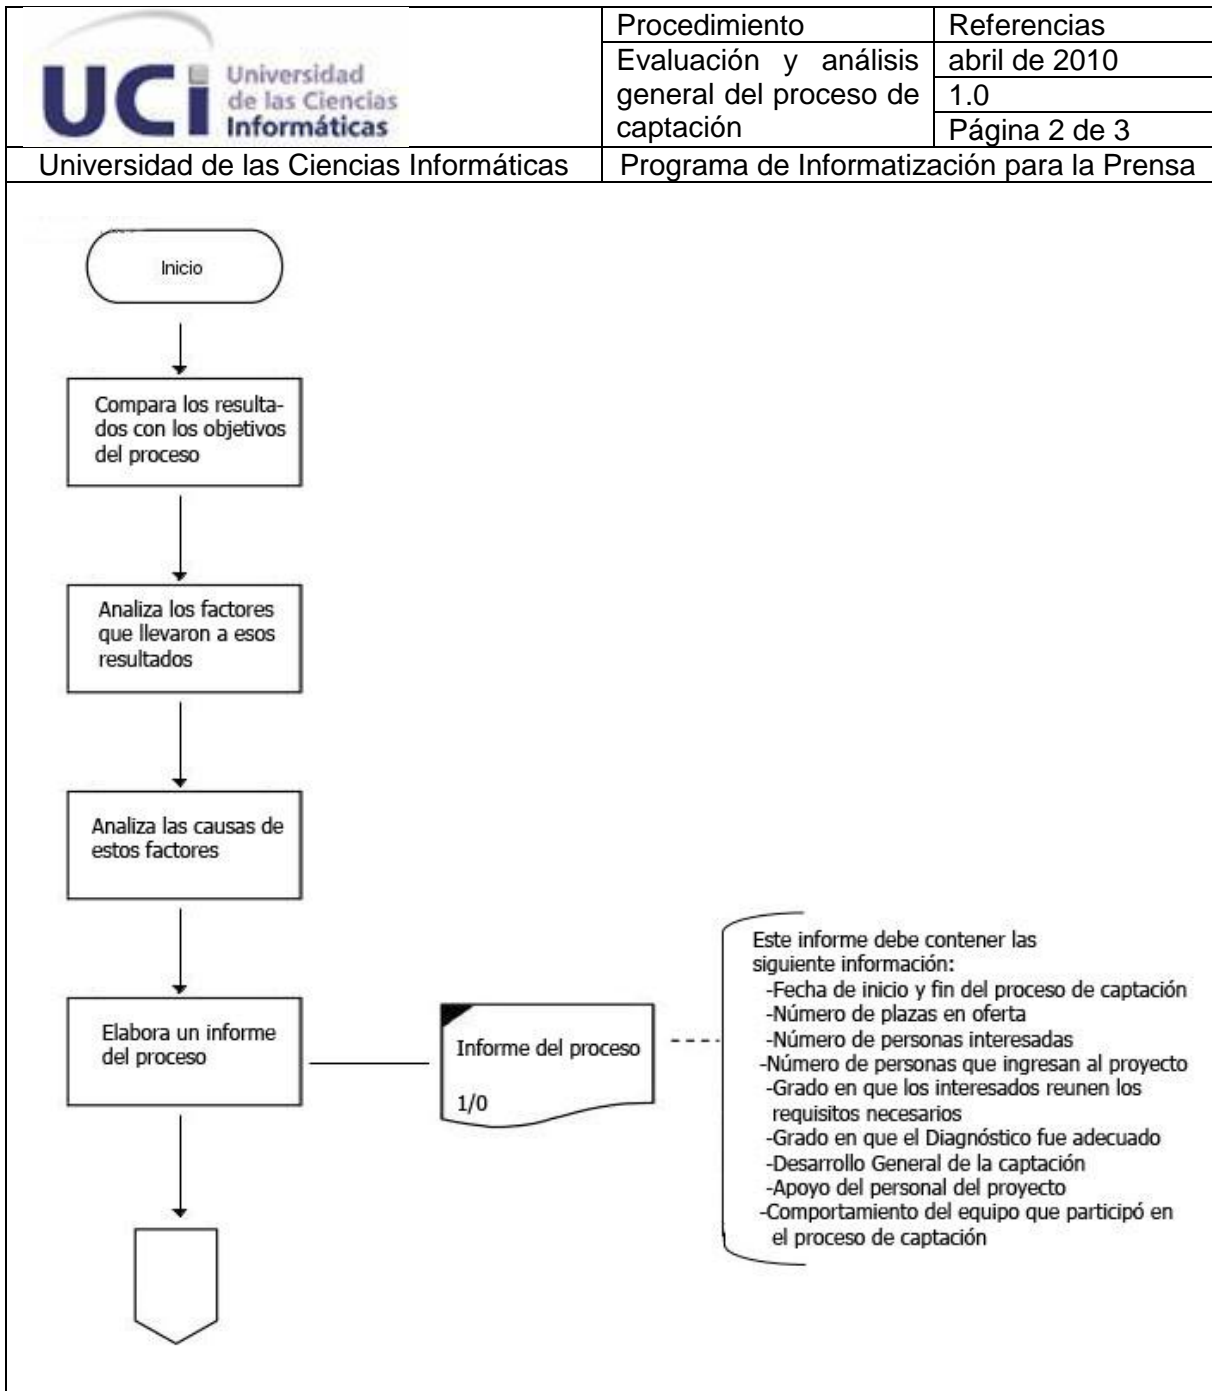 UCi Universidad
de las Ciencias
Informáticas
Procedimiento
Referencias
Evaluación y análisis
general del proceso de
captación
abril de 2010
1.0
Página 2 de 3
Universidad de las Ciencias Informáticas
Programa de Informatización para la Prensa
Inicio
Compara los resulta-
dos con los objetivos
del proceso
Analiza los factores
que llevaron a esos
resultados
Analiza las causas de
estos factores
Elabora un informe
del proceso
Informe del proceso
1/0
Este informe debe contener las
siguiente información:
-Fecha de inicio y fin del proceso de captación
-Número de plazas en oferta
-Número de personas interesadas
-Número de personas que ingresan al proyecto
-Grado en que los interesados reunen los
requisitos necesarios
-Grado en que el Diagnóstico fue adecuado
-Desarrollo General de la captación
-Apoyo del personal del proyecto
-Comportamiento del equipo que participó en
el proceso de captación